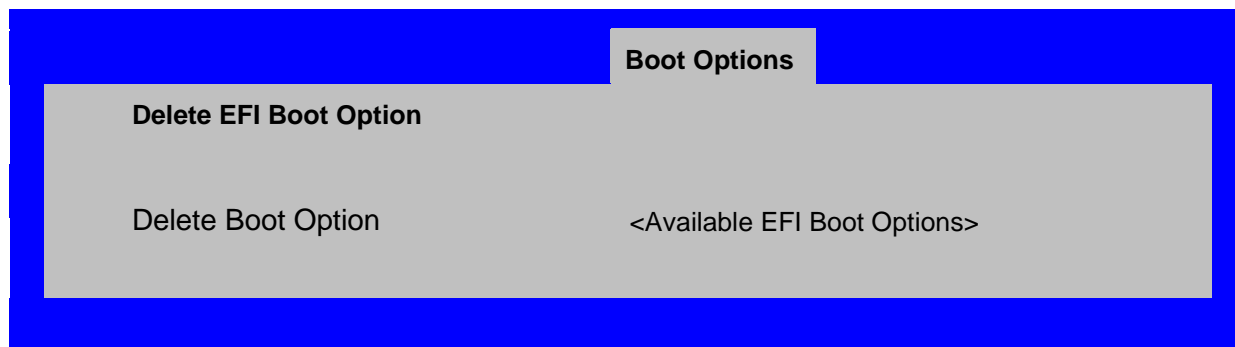 Boot Options
Delete EFI Boot Option
Delete Boot Option <Available EFI Boot Options>